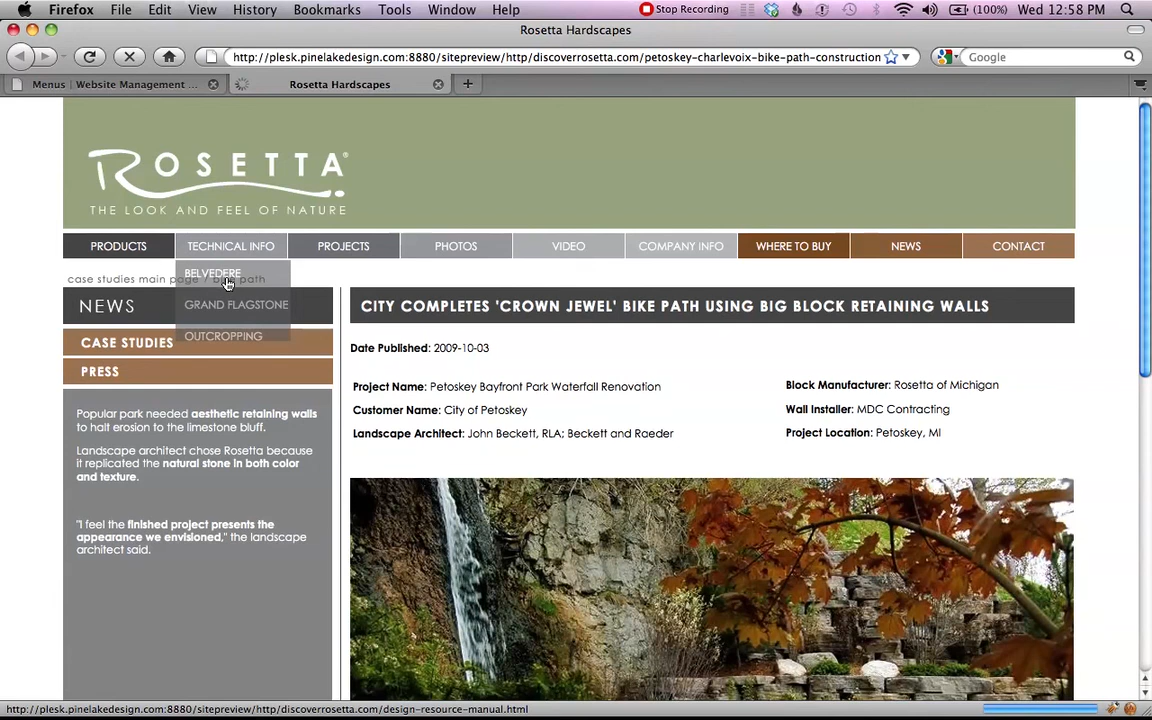 Firefox File Edit View History Bookmarks Tools Window Help Stop Recording (100%) Wed 12:58 PM
Rosetta Hardscapes
http://plesk.pinelakedesign.com:8880/sitepreview/http/discoverrosetta.com/petoskey-charlevoix-bike-path-construction Google
Menus | Website Management ... Rosetta Hardscapes
ROSETTA®
THE LOOK AND FEEL OF NATURE
PRODUCTS TECHNICAL INFO PROJECTS PHOTOS VIDEO COMPANY INFO WHERE TO BUY NEWS CONTACT
BELVEDERE
case studies main page / bike path
GRAND FLAGSTONE
OUTCROPPING
NEWS
CASE STUDIES
PRESS
Popular park needed aesthetic retaining walls
to halt erosion to the limestone bluff.
Landscape architect chose Rosetta because
it replicated the natural stone in both color
and texture.
"I feel the finished project presents the
appearance we envisioned," the landscape
architect said.
CITY COMPLETES 'CROWN JEWEL' BIKE PATH USING BIG BLOCK RETAINING WALLS
Date Published: 2009-10-03
Project Name: Petoskey Bayfront Park Waterfall Renovation
Customer Name: City of Petoskey
Landscape Architect: John Beckett, RLA; Beckett and Raeder
Block Manufacturer: Rosetta of Michigan
Wall Installer: MDC Contracting
Project Location: Petoskey, MI
http://plesk.pinelakedesign.com:8880/sitepreview/http/discoverrosetta.com/design-resource-manual.html